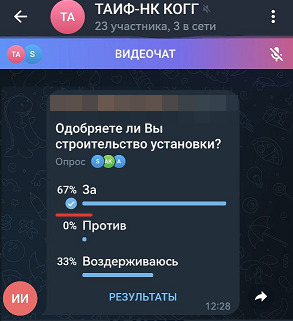 ТАИФ-НК КОГГ
23 участника, 3 в сети
ТА S
ВИДЕОЧАТ
Одобряете ли Вы
строительство установки?
Опрос S АК A
67% За
0% Против
33% Воздерживаюсь
РЕЗУЛЬТАТЫ
12:28
ИИ